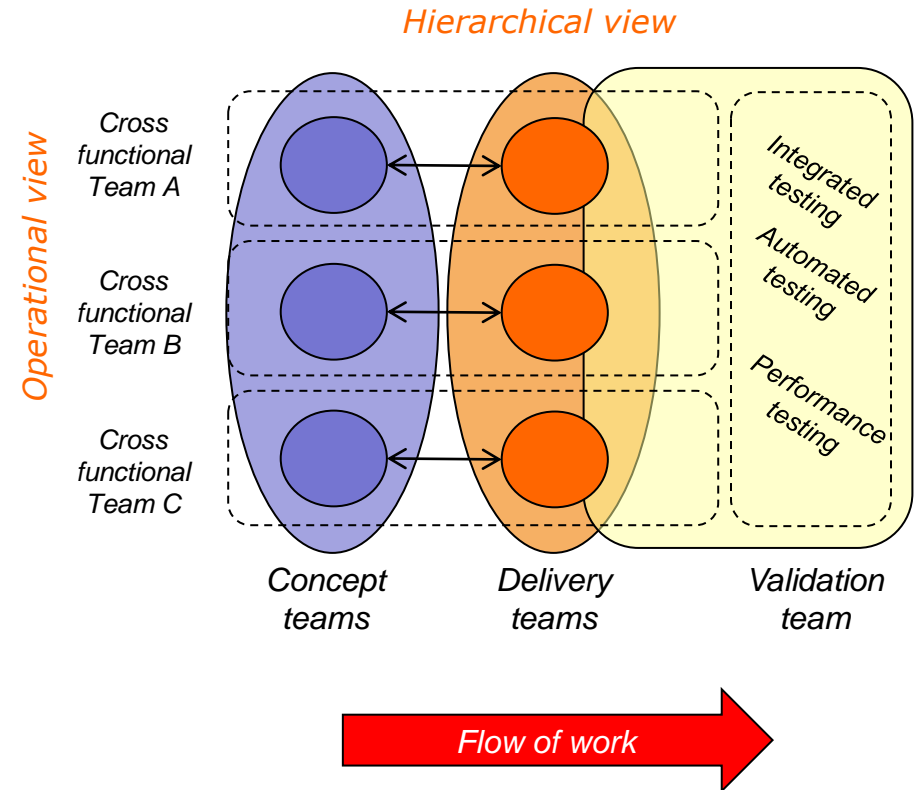 Hierarchical view
Operational view
Cross
functional
Team A
Cross
functional
Team B
Cross
functional
Team C
Integrated
testing
Automated
testing
Performance
testing
Concept
teams
Delivery
teams
Validation
team
Flow of work